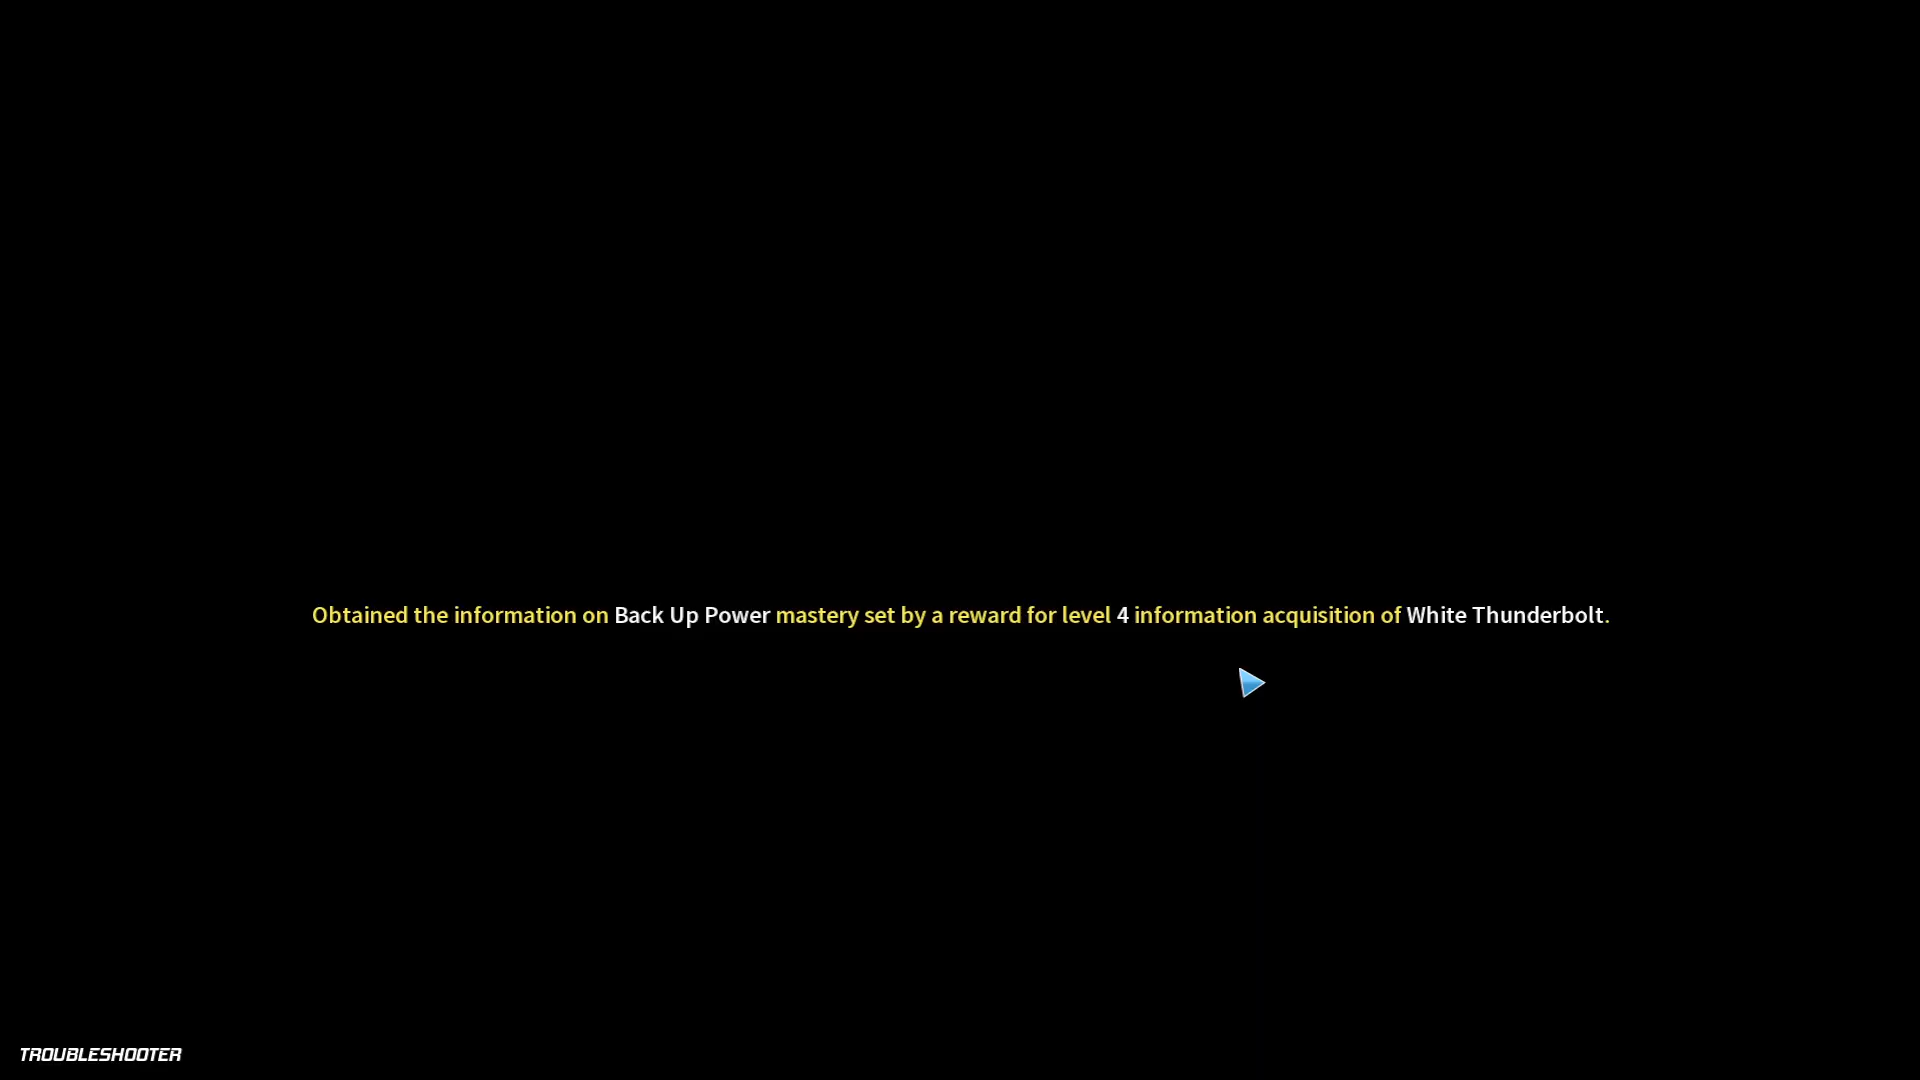 Obtained the information on Back Up Power mastery set by a reward for level 4 information acquisition of White Thunderbolt.
TROUBLESHOOTER